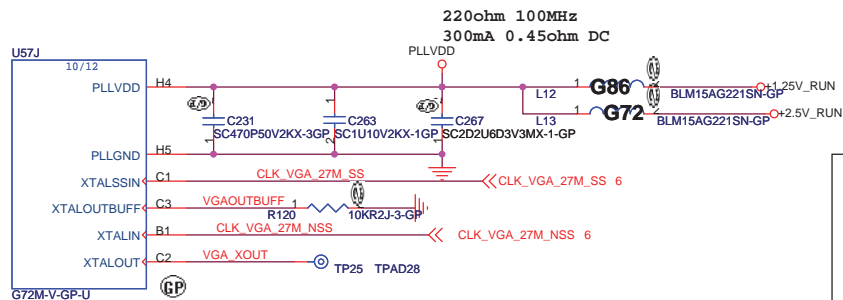 220ohm 100MHz
300mA 0.45ohm DC
PLLVDD
U57J
10/12
PLLVDD H4
L12 1 G86 BLM15AG221SN-GP +1.25V_RUN
L13 1 G72 2 BLM15AG221SN-GP +2.5V_RUN
C231 1
SC470P50V2KX-3GP
1 C263 2
SC1U10V2KX-1GP
C267 1
SC2D2U6D3V3MX-1-GP
PLLGND H5
XTALSSIN C1 CLK_VGA_27M_SS CLK_VGA_27M_SS 6
XTALOUTBUFF C3 VGAOUTBUFF 1
R120 10KR2J-3-GP
XTALIN B1 CLK_VGA_27M_NSS CLK_VGA_27M_NSS 6
XTALOUT C2 VGA_XOUT TP25 TPAD28
GP
G72M-V-GP-U